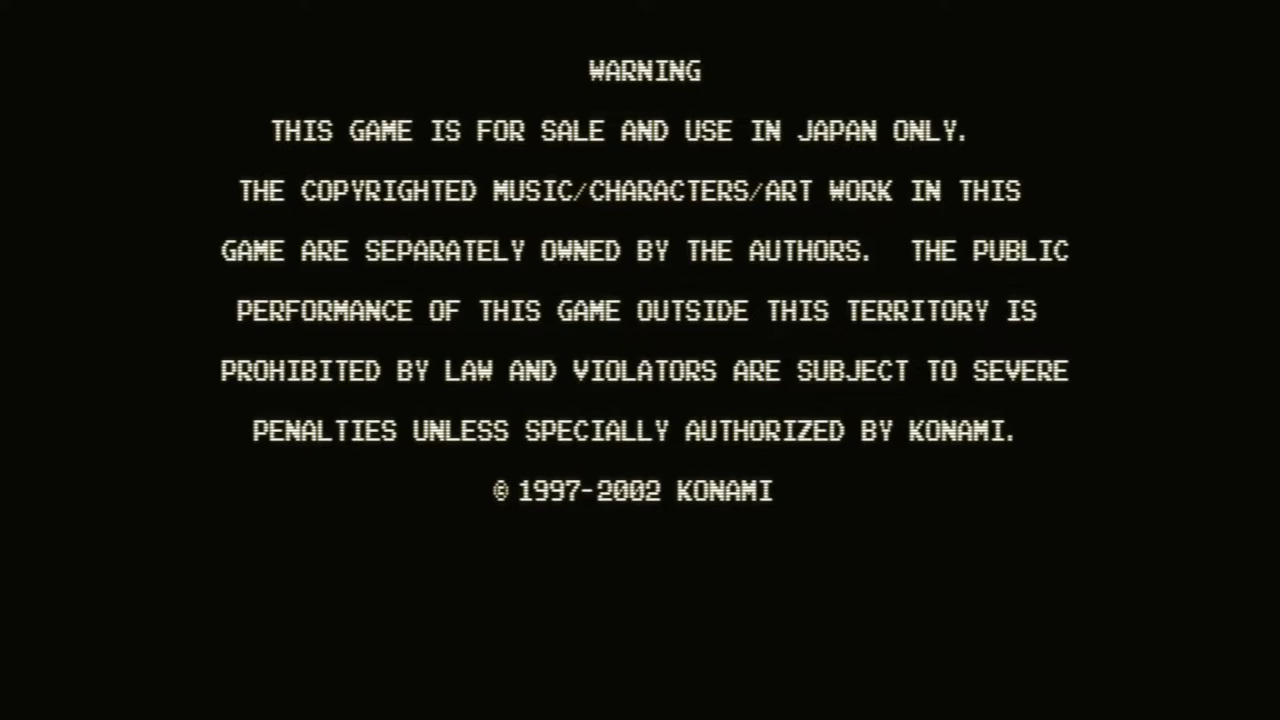 WARNING
THIS GAME IS FOR SALE AND USE IN JAPAN ONLY.
THE COPYRIGHTED MUSIC/CHARACTERS/ART WORK IN THIS
GAME ARE SEPARATELY OWNED BY THE AUTHORS. THE PUBLIC
PERFORMANCE OF THIS GAME OUTSIDE THIS TERRITORY IS
PROHIBITED BY LAW AND VIOLATORS ARE SUBJECT TO SEVERE
PENALTIES UNLESS SPECIALLY AUTHORIZED BY KONAMI.
© 1997-2002 KONAMI